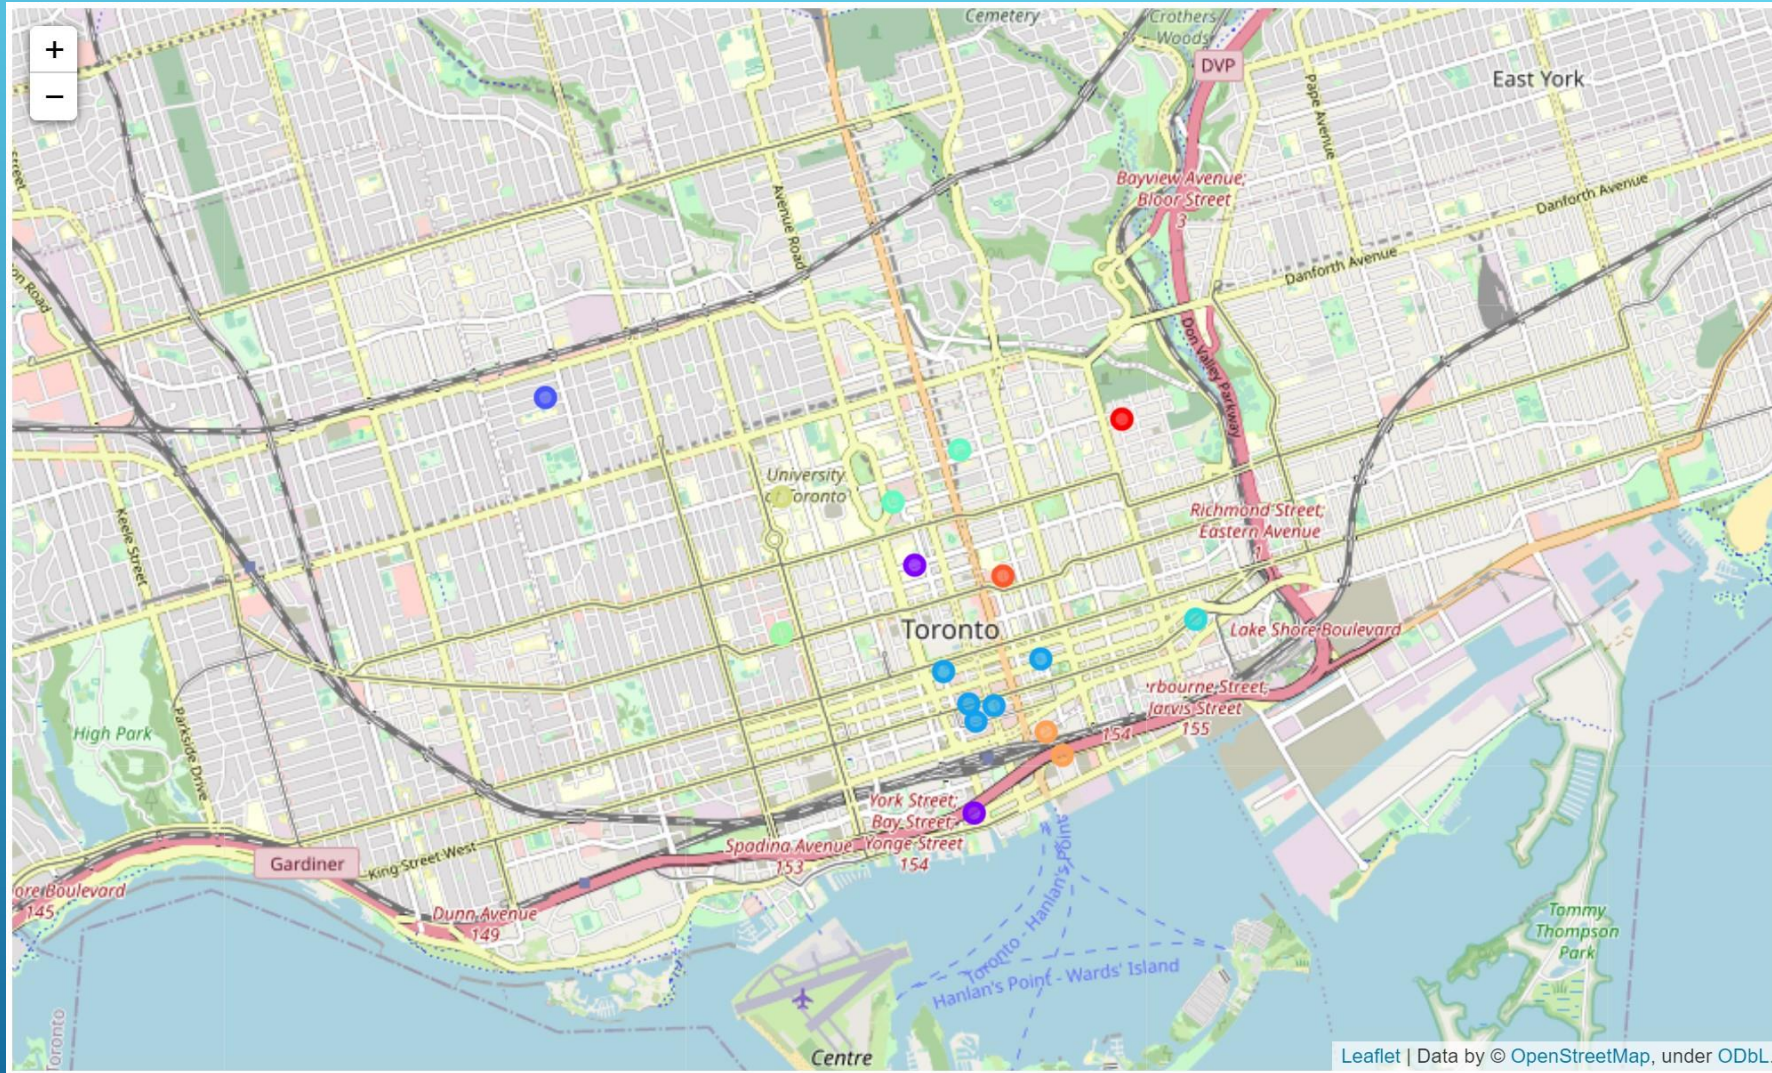 +
−
Cemetery
Crothers
Woods
DVP
East York
Pape Avenue
Bayview Avenue;
Bloor Street
3
Danforth Avenue
Avenue Road
Danforth Avenue
Don Valley Parkway
University
of Toronto
Keele Street
Richmond Street;
Eastern Avenue
1
Toronto
Lake Shore Boulevard
'rbourne Street;
Jarvis Street
155
154
High Park
Parkside Drive
York Street;
Bay Street;
Yonge Street
154
Spadina Avenue
153
Gardiner
King Street West
ore Boulevard
145
Dunn Avenue
149
Toronto - Hanlan's Point
Hanlan's Point - Wards' Island
Tommy
Thompson
Park
Toronto
Centre
Leaflet | Data by © OpenStreetMap, under ODbL.